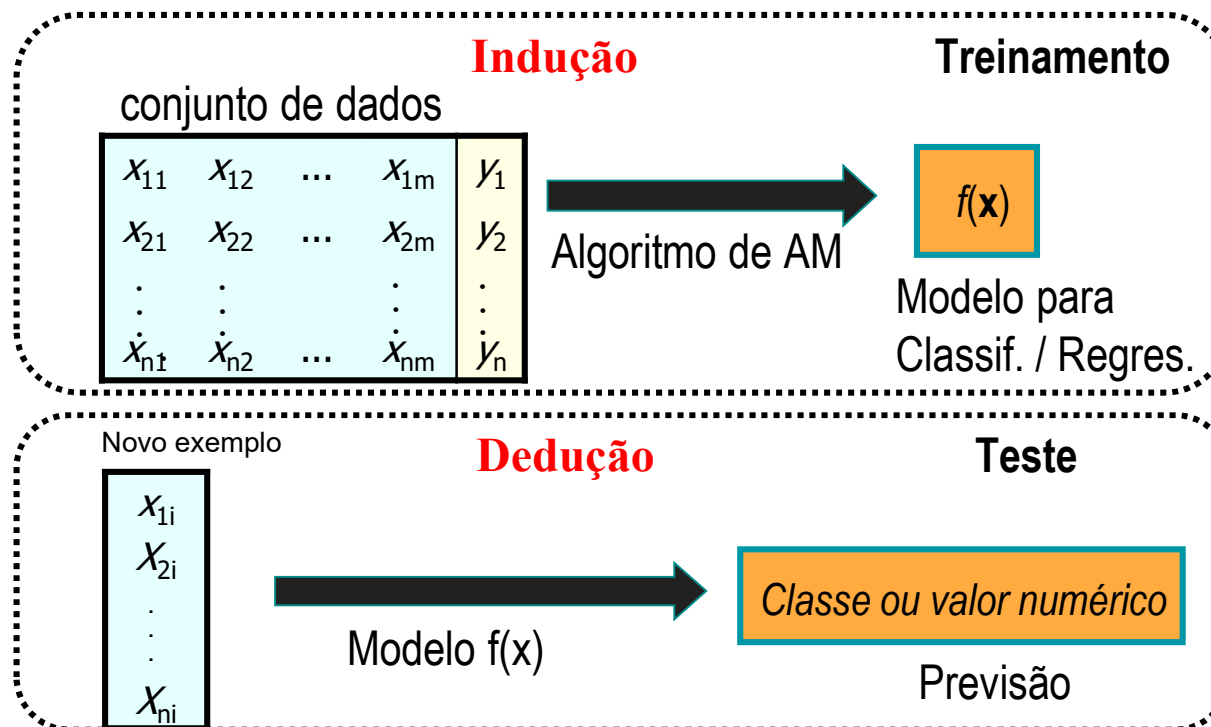 Indução
Treinamento
conjunto de dados
x11 x12 ... x1m y1
x21 x22 ... x2m y2
. . . .
. . . .
. . . .
xn1 xn2 ... xnm yn
Algoritmo de AM
f(x)
Modelo para
Classif. / Regres.
Novo exemplo
Dedução
Teste
x1i
X2i
.
.
.
Xni
Modelo f(x)
Classe ou valor numérico
Previsão